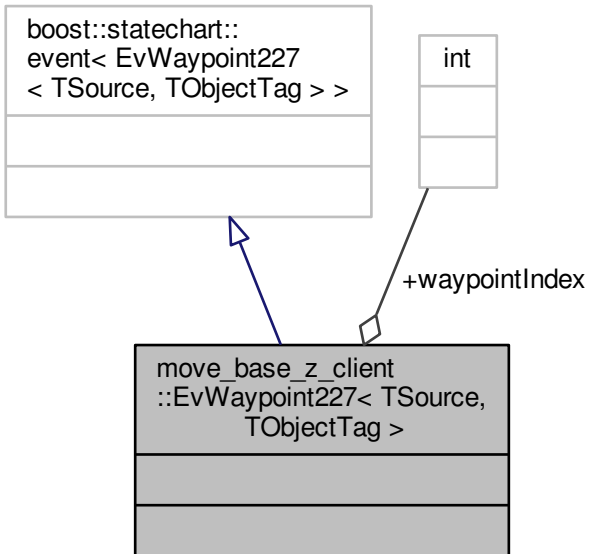 boost::statechart::
event< EvWaypoint227
< TSource, TObjectTag > >
int
+waypointIndex
move_base_z_client
::EvWaypoint227< TSource,
TObjectTag >